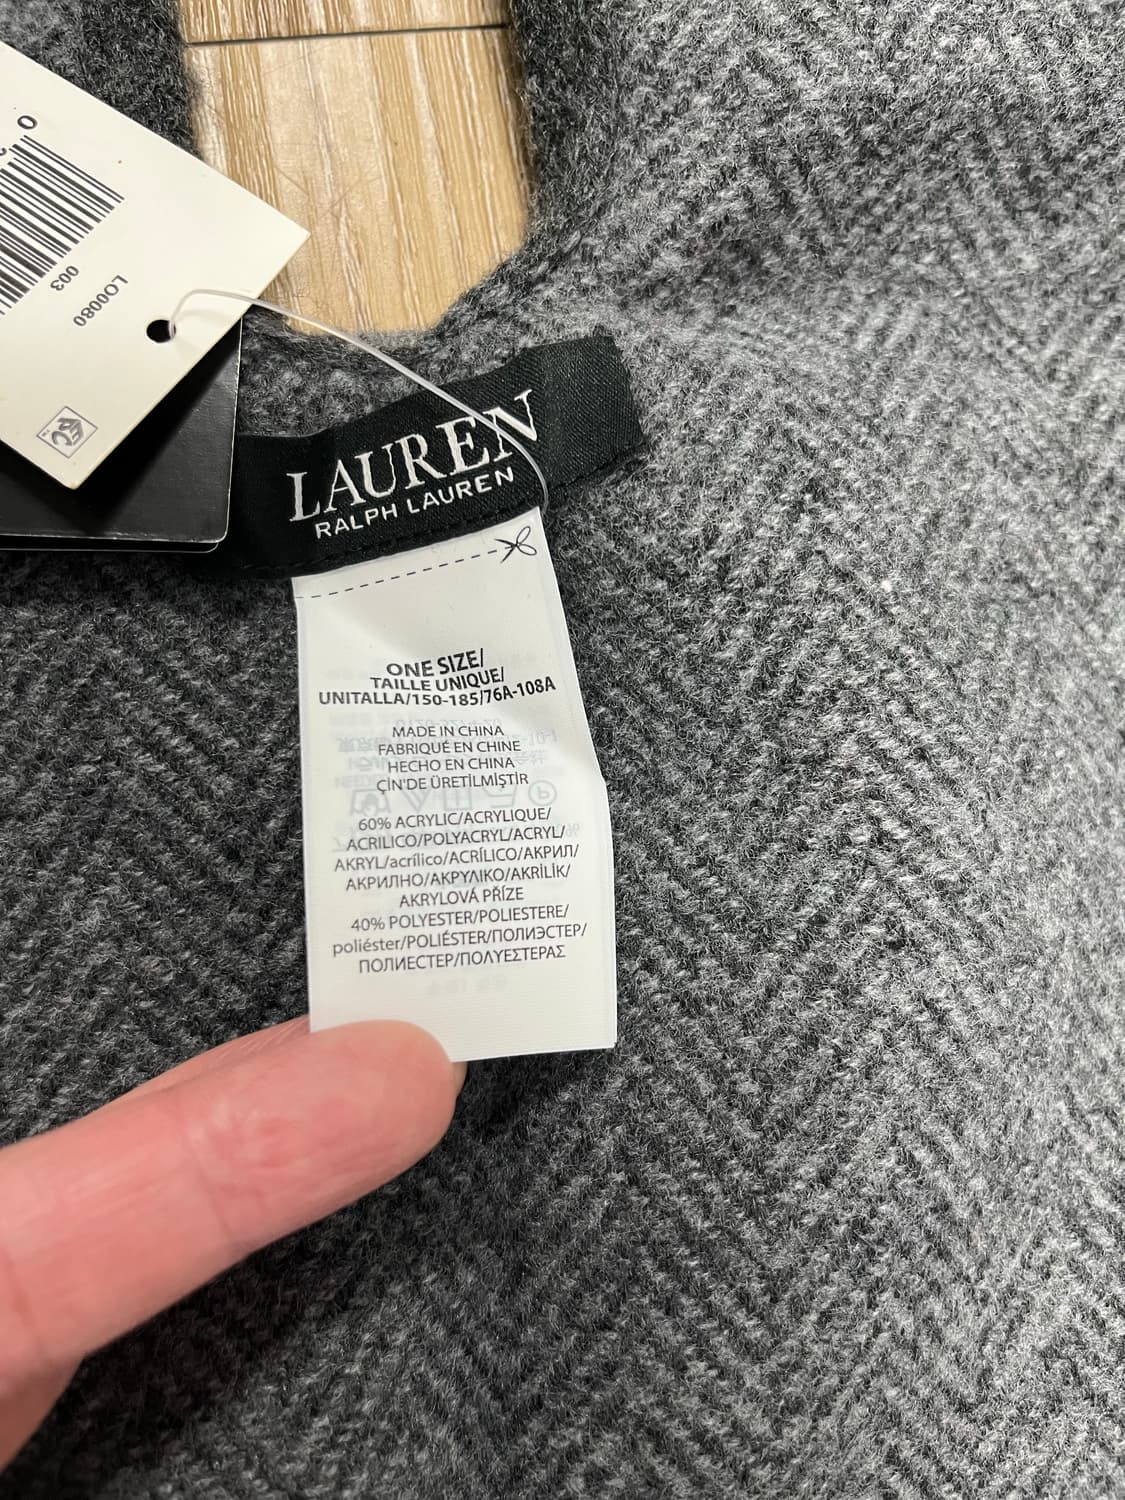 003
LO0080
LAUREN
RALPH LAUREN
ONE SIZE/
TAILLE UNIQUE/
UNITALLA/150-185/76A-108A
MADE IN CHINA
FABRIQUÉ EN CHINE
HECHO EN CHINA
ÇİN'DE ÜRETİLMİŞTİR
60% ACRYLIC/ACRYLIQUE/
ACRILICO/POLYACRYL/ACRYL/
AKRYL/acrílico/ACRÍLICO/АКРИЛ/
АКРИЛНО/ΑΚΡΥΛΙΚΟ/AKRİLİK/
AKRYLOVÁ PŘÍZE
40% POLYESTER/POLIESTERE/
poliéster/POLIÉSTER/ПОЛИЭСТЕР/
ПОЛИЕСТЕР/ΠΟΛΥΕΣΤΕΡΑΣ